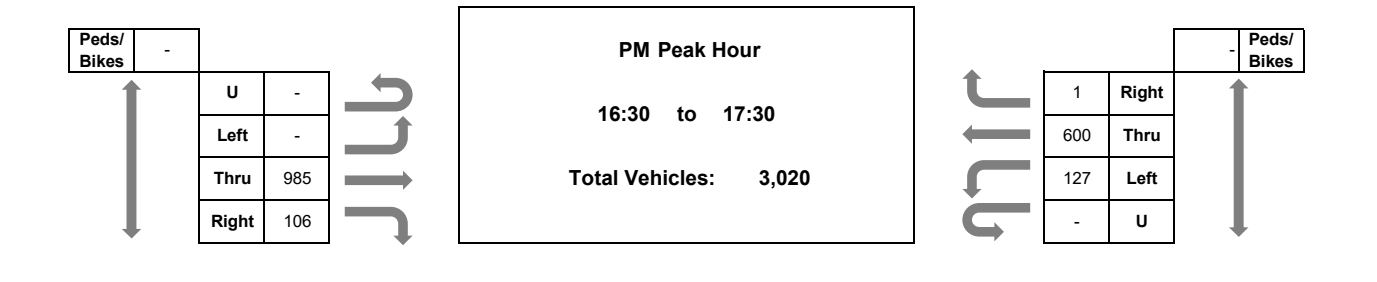 Peds/
Bikes -
U -
Left -
Thru 985
Right 106
PM Peak Hour
16:30 to 17:30
Total Vehicles: 3,020
- Peds/
Bikes
1 Right
600 Thru
127 Left
- U